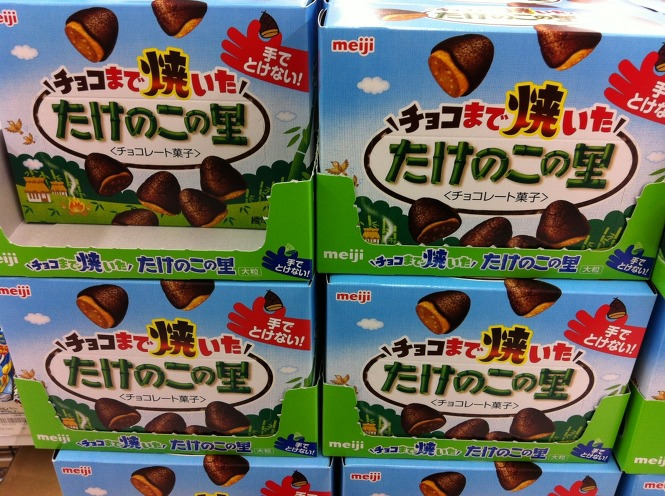 手で
とけない!
チョコまで焼いた
たけのこの里
<チョコレート菓子>
eiji
チョコまで焼いた! たけのこの里
大粒
手で
とけない!
meiji
手で
とけない!
チョコまで焼いた
たけのこの里
<チョコレート菓子>
meiji
チョコまで焼いた! たけのこの里
大粒
手で
とけない!
meiji
手で
とけない!
チョコまで焼いた
たけのこの里
<チョコレート菓子>
meiji
チョコまで焼いた! たけのこの里
大粒
手で
とけない!
meiji
手で
とけない!
チョコまで焼いた
たけのこの里
<チョコレート菓子>
meiji
チョコまで焼いた! たけのこの里
大粒
手で
とけない!
meiji
手で
meiji
手で